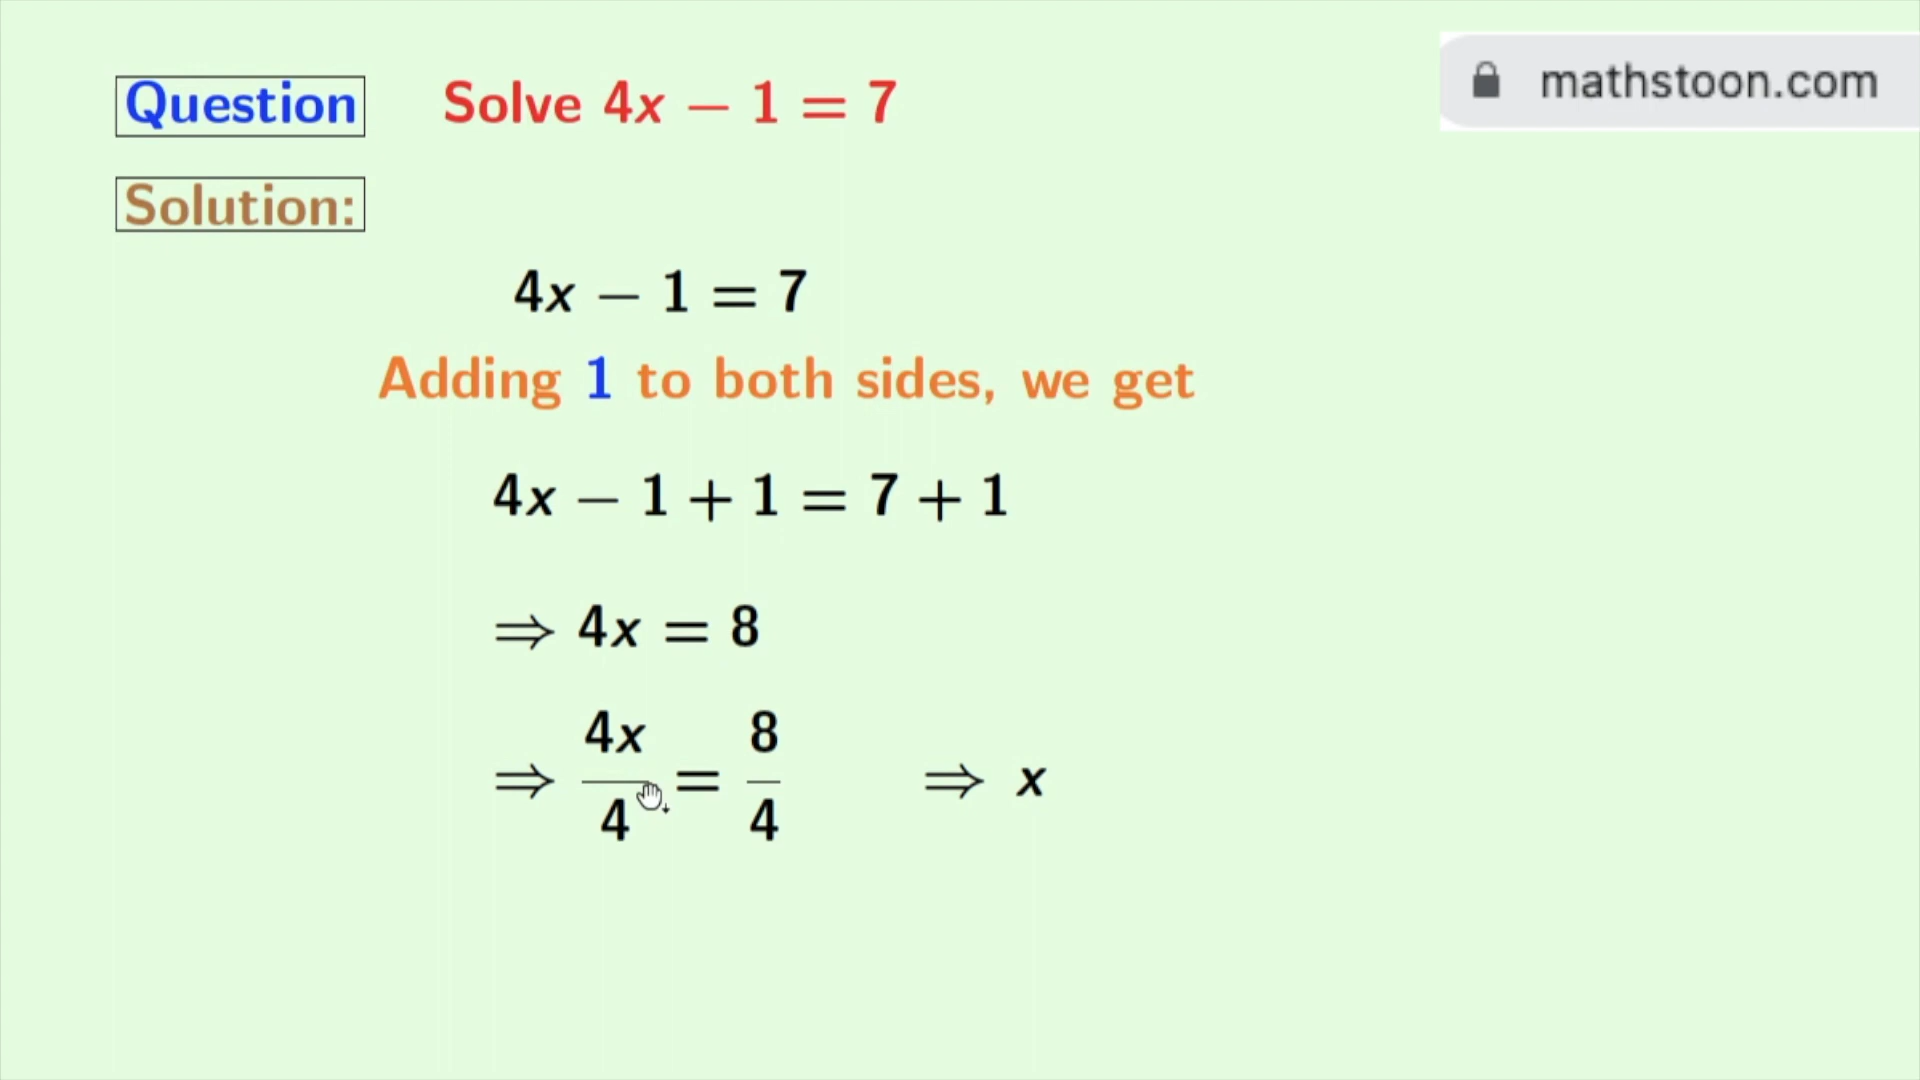 mathstoon.com
Question Solve 4x − 1 = 7
Solution:
4x − 1 = 7
Adding 1 to both sides, we get
4x − 1 + 1 = 7 + 1
⇒ 4x = 8
⇒ 4x/4 = 8/4 ⇒ x